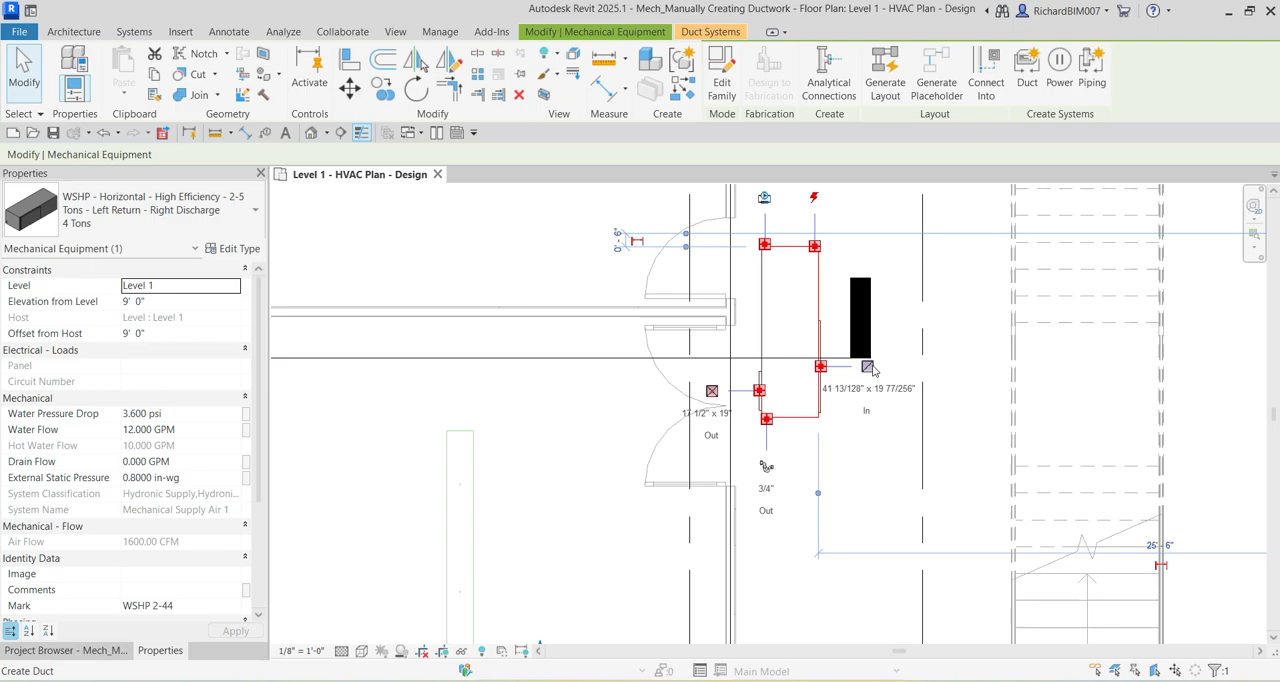 Autodesk Revit 2025.1 - Mech_Manually Creating Ductwork - Floor Plan: Level 1 - HVAC Plan - Design
RichardBIM007
File
Architecture
Systems
Insert
Annotate
Analyze
Collaborate
View
Manage
Add-Ins
Modify | Mechanical Equipment
Duct Systems
Modify
Notch
Cut
Join
Paste
Activate
Edit Family
Design to Fabrication
Analytical Connections
Generate Layout
Generate Placeholder
Connect Into
Duct
Power
Piping
Select
Properties
Clipboard
Geometry
Controls
Modify
View
Measure
Create
Mode
Fabrication
Create
Layout
Create Systems
Modify | Mechanical Equipment
Properties
Level 1 - HVAC Plan - Design
WSHP - Horizontal - High Efficiency - 2-5
Tons - Left Return - Right Discharge
4 Tons
Mechanical Equipment (1)
Edit Type
Constraints
Level Level 1
Elevation from Level 9' 0"
Host Level : Level 1
Offset from Host 9' 0"
Electrical - Loads
Panel
Circuit Number
Mechanical
Water Pressure Drop 3.600 psi
Water Flow 12.000 GPM
Hot Water Flow 10.000 GPM
Drain Flow 0.000 GPM
External Static Pressure 0.8000 in-wg
System Classification Hydronic Supply,Hydroni...
System Name Mechanical Supply Air 1
Mechanical - Flow
Air Flow 1600.00 CFM
Identity Data
Image
Comments
Mark WSHP 2-44
Apply
Project Browser - Mech_M...
Properties
0' - 6"
41 13/128" x 19 77/256"
In
17 1/2" x 19"
Out
3/4"
Out
25' - 6"
1/8" = 1'-0"
Create Duct
:0
Main Model
:1